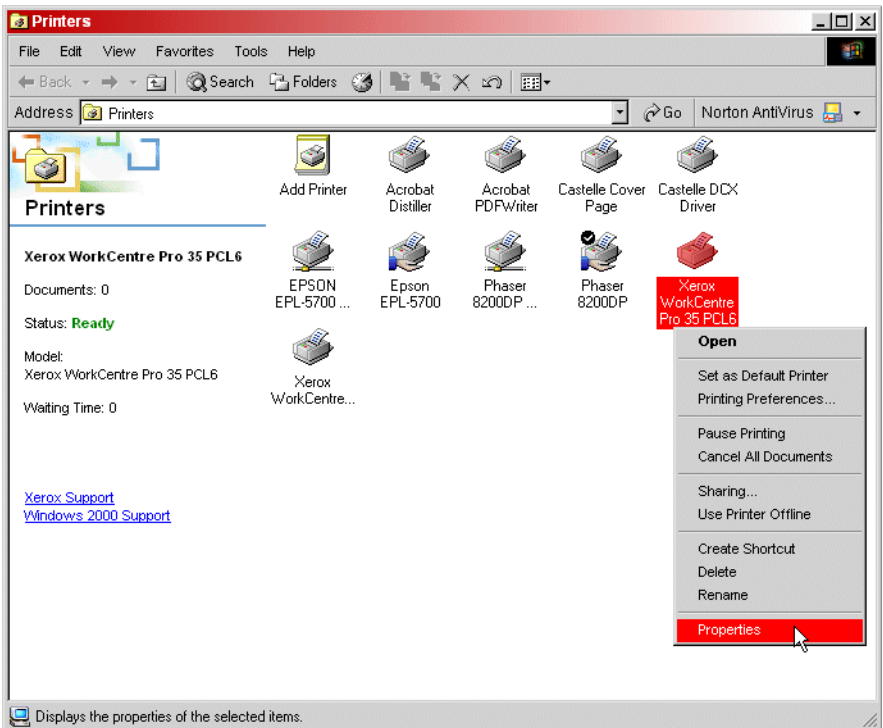 Printers
File Edit View Favorites Tools Help
Back Search Folders
Address Printers Go Norton AntiVirus
Printers
Xerox WorkCentre Pro 35 PCL6
Documents: 0
Status: Ready
Model:
Xerox WorkCentre Pro 35 PCL6
Waiting Time: 0
Xerox Support
Windows 2000 Support
Add Printer
Acrobat
Distiller
Acrobat
PDFWriter
Castelle Cover
Page
Castelle DCX
Driver
EPSON
EPL-5700 ...
Epson
EPL-5700
Phaser
8200DP ...
Phaser
8200DP
Xerox
WorkCentre
Pro 35 PCL6
Xerox
WorkCentre...
Open
Set as Default Printer
Printing Preferences...
Pause Printing
Cancel All Documents
Sharing...
Use Printer Offline
Create Shortcut
Delete
Rename
Properties
Displays the properties of the selected items.